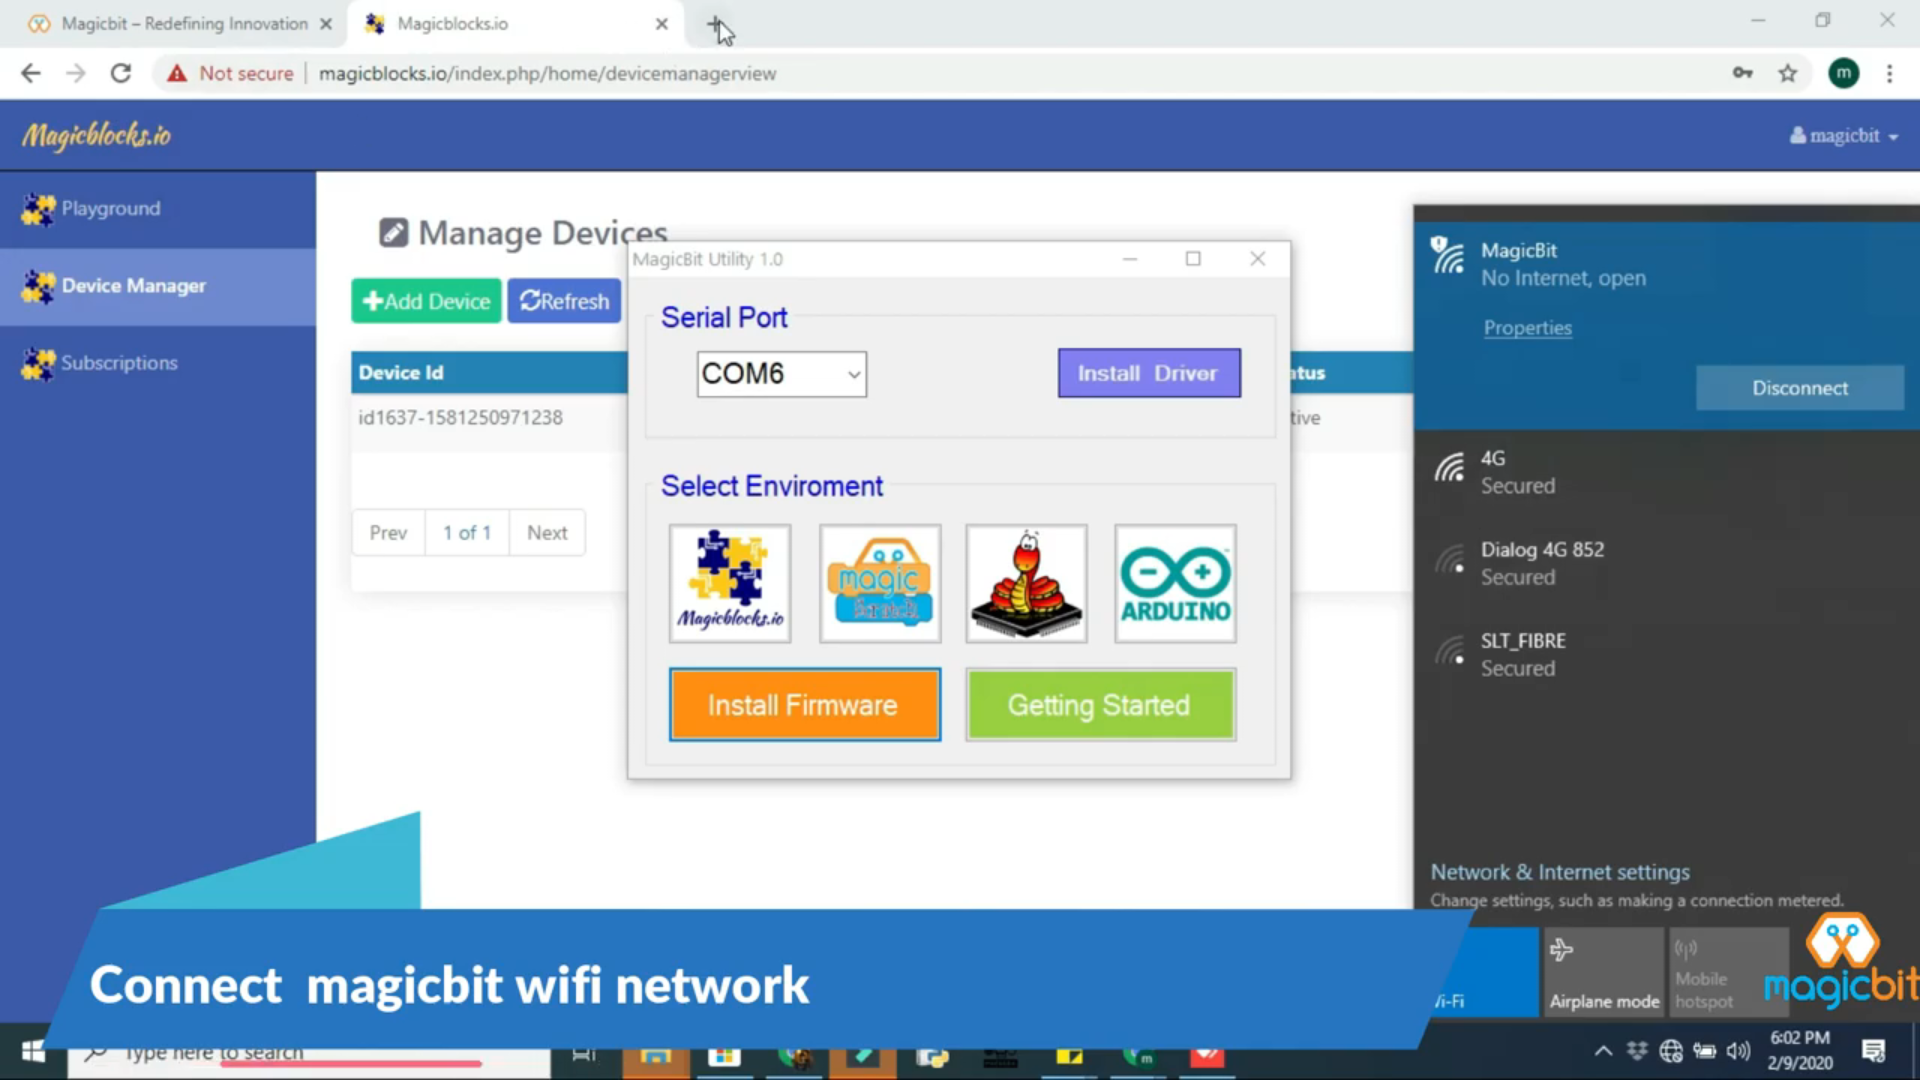 Magicbit – Redefining Innovation
Magicblocks.io
Not secure
magicblocks.io/index.php/home/devicemanagerview
m
Magicblocks.io
magicbit
Playground
Device Manager
Subscriptions
Manage Devices
Add Device
Refresh
Device Id
atus
id1637-1581250971238
tive
Prev
1 of 1
Next
MagicBit Utility 1.0
Serial Port
COM6
Install Driver
Select Enviroment
Magicblocks.io
magic
Scratch
ARDUINO
Install Firmware
Getting Started
MagicBit
No Internet, open
Properties
Disconnect
4G
Secured
Dialog 4G 852
Secured
SLT_FIBRE
Secured
Network & Internet settings
Change settings, such as making a connection metered.
Vi-Fi
Airplane mode
Mobile
hotspot
magicbit
Connect magicbit wifi network
Type here to search
m
6:02 PM
2/9/2020